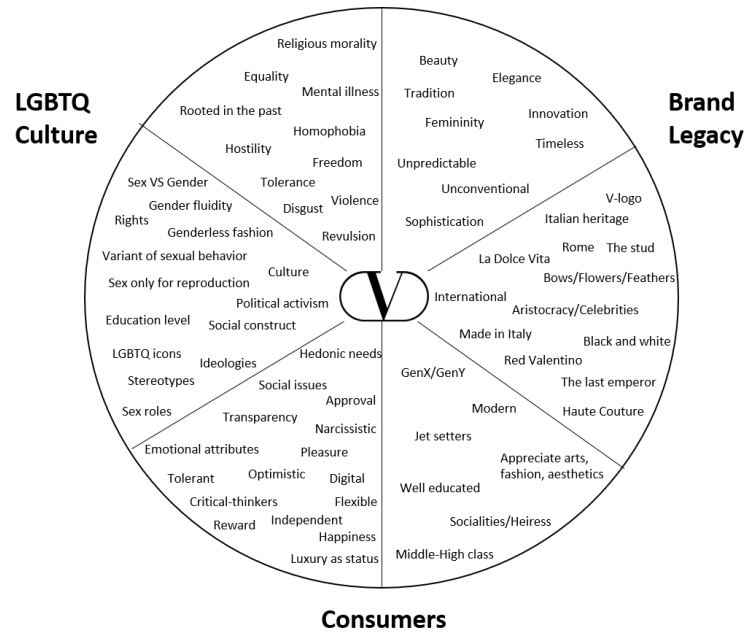 LGBTQ
Culture
Brand
Legacy
Consumers
Religious morality
Equality
Mental illness
Rooted in the past
Homophobia
Hostility
Freedom
Tolerance
Violence
Disgust
Revulsion
Beauty
Elegance
Tradition
Innovation
Femininity
Timeless
Unpredictable
Unconventional
Sophistication
V-logo
Italian heritage
Rome
The stud
La Dolce Vita
Bows/Flowers/Feathers
International
Aristocracy/Celebrities
Made in Italy
Black and white
Red Valentino
The last emperor
Haute Couture
GenX/GenY
Modern
Jet setters
Appreciate arts,
fashion, aesthetics
Well educated
Socialities/Heiress
Middle-High class
Hedonic needs
Social issues
Approval
Transparency
Narcissistic
Emotional attributes
Pleasure
Tolerant
Optimistic
Digital
Critical-thinkers
Flexible
Reward
Independent
Happiness
Luxury as status
Sex VS Gender
Gender fluidity
Rights
Genderless fashion
Variant of sexual behavior
Culture
Sex only for reproduction
Political activism
Education level
Social construct
LGBTQ icons
Ideologies
Stereotypes
Sex roles
V